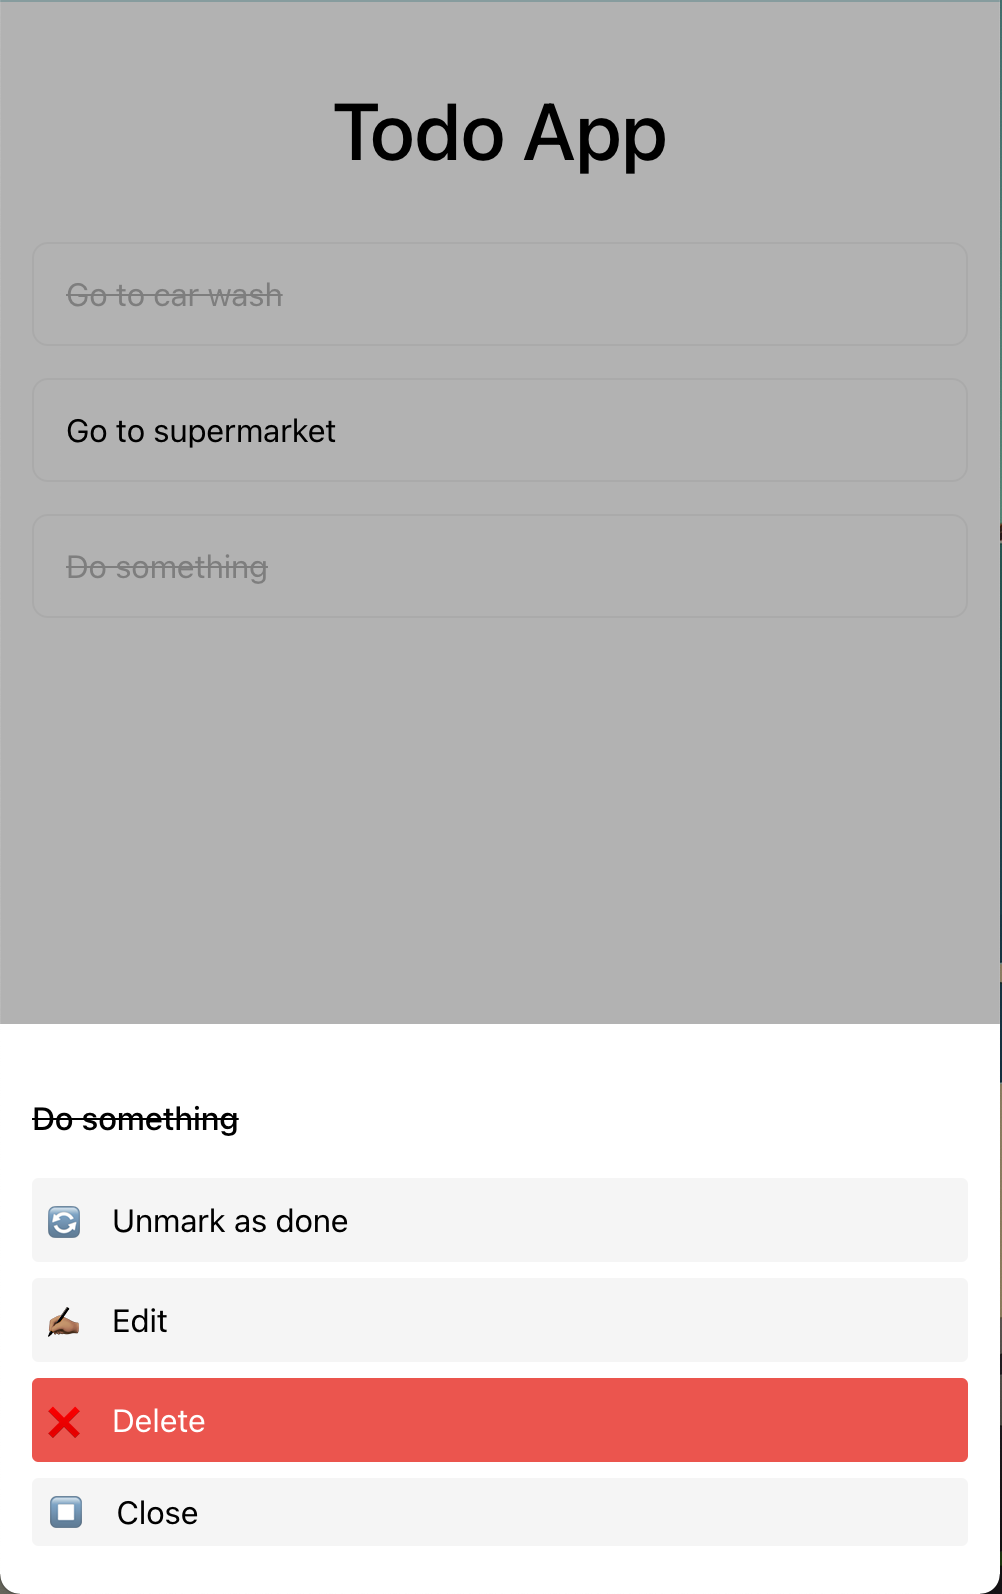 Todo App
Go to car wash
Go to supermarket
Do something
Do something
Unmark as done
Edit
Delete
Close